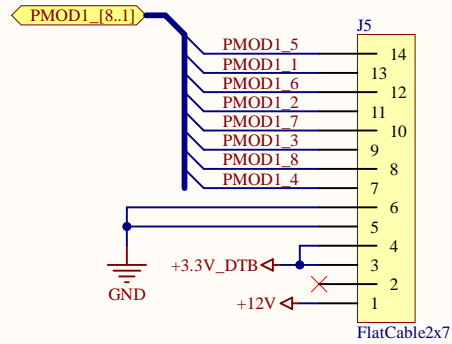 PMOD1_[8..1]
J5
PMOD1_5 14
PMOD1_1 13
PMOD1_6 12
PMOD1_2 11
PMOD1_7 10
PMOD1_3 9
PMOD1_8 8
PMOD1_4 7
6
5
4
+3.3V_DTB 3
GND
2
+12V 1
FlatCable2x7